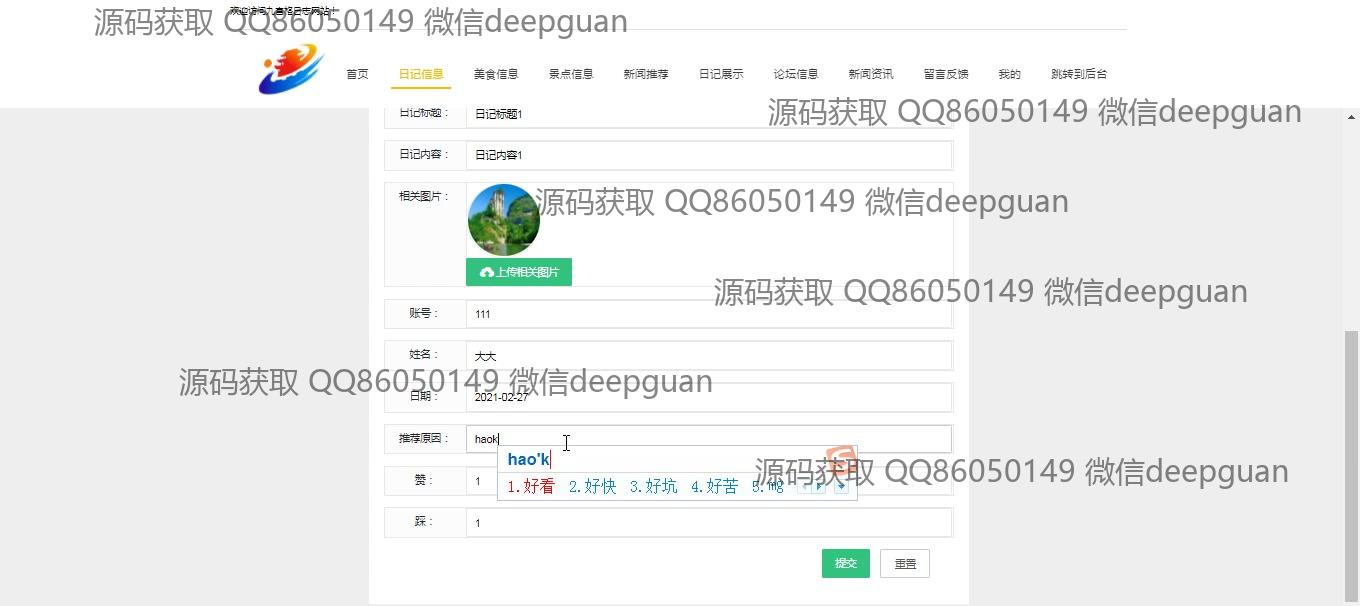 欢迎访问九宫格日志网站！
源码获取 QQ86050149 微信deepguan
首页 日记信息 美食信息 景点信息 新闻推荐 日记展示 论坛信息 新闻资讯 留言反馈 我的 跳转到后台
源码获取 QQ86050149 微信deepguan
日记标题： 日记标题1
日记内容： 日记内容1
相关图片：
源码获取 QQ86050149 微信deepguan
上传相关图片
源码获取 QQ86050149 微信deepguan
账号： 111
姓名： 大大
源码获取 QQ86050149 微信deepguan
日期： 2021-02-27
推荐原因： haok
hao'k
源码获取 QQ86050149 微信deepguan
赞： 1
1.好看 2.好快 3.好坑 4.好苦
踩： 1
提交 重置